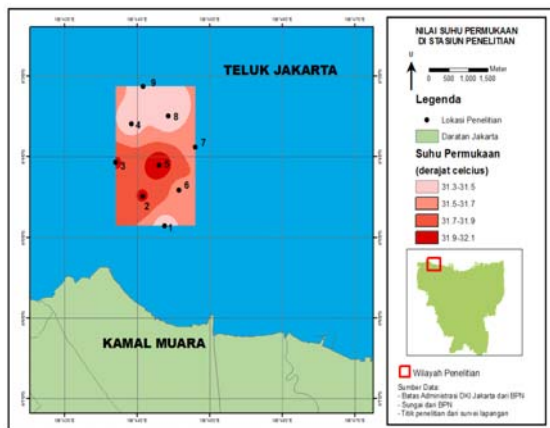 9
TELUK JAKARTA
4
8
7
3
5
6
2
1
KAMAL MUARA
NILAI SUHU PERMUKAAN
DI STASIUN PENELITIAN
Meter
0
500
1,000
1,500
Legenda
Lokasi Penelitian
Daratan Jakarta
Suhu Permukaan
(derajat celcius)
31.3-31.5
31.5-31.7
31.7-31.9
31.9-32.1
Wilayah Penelitian
Sumber Data:
- Batas Administrasi DKI Jakarta dari BPN
- Sungai dari BPN
- Titik penelitian dari survei lapangan